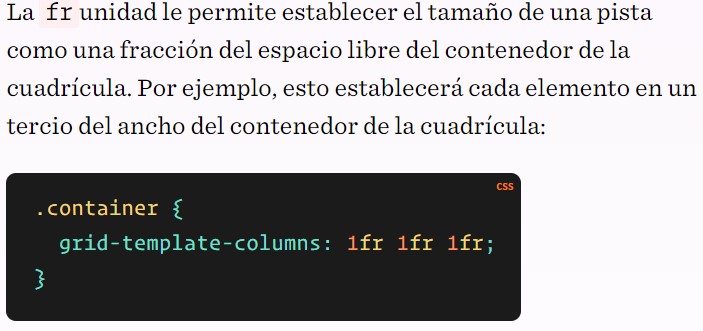 La fr unidad le permite establecer el tamaño de una pista
como una fracción del espacio libre del contenedor de la
cuadrícula. Por ejemplo, esto establecerá cada elemento en un
tercio del ancho del contenedor de la cuadrícula:
CSS
.container {
  grid-template-columns: 1fr 1fr 1fr;
}